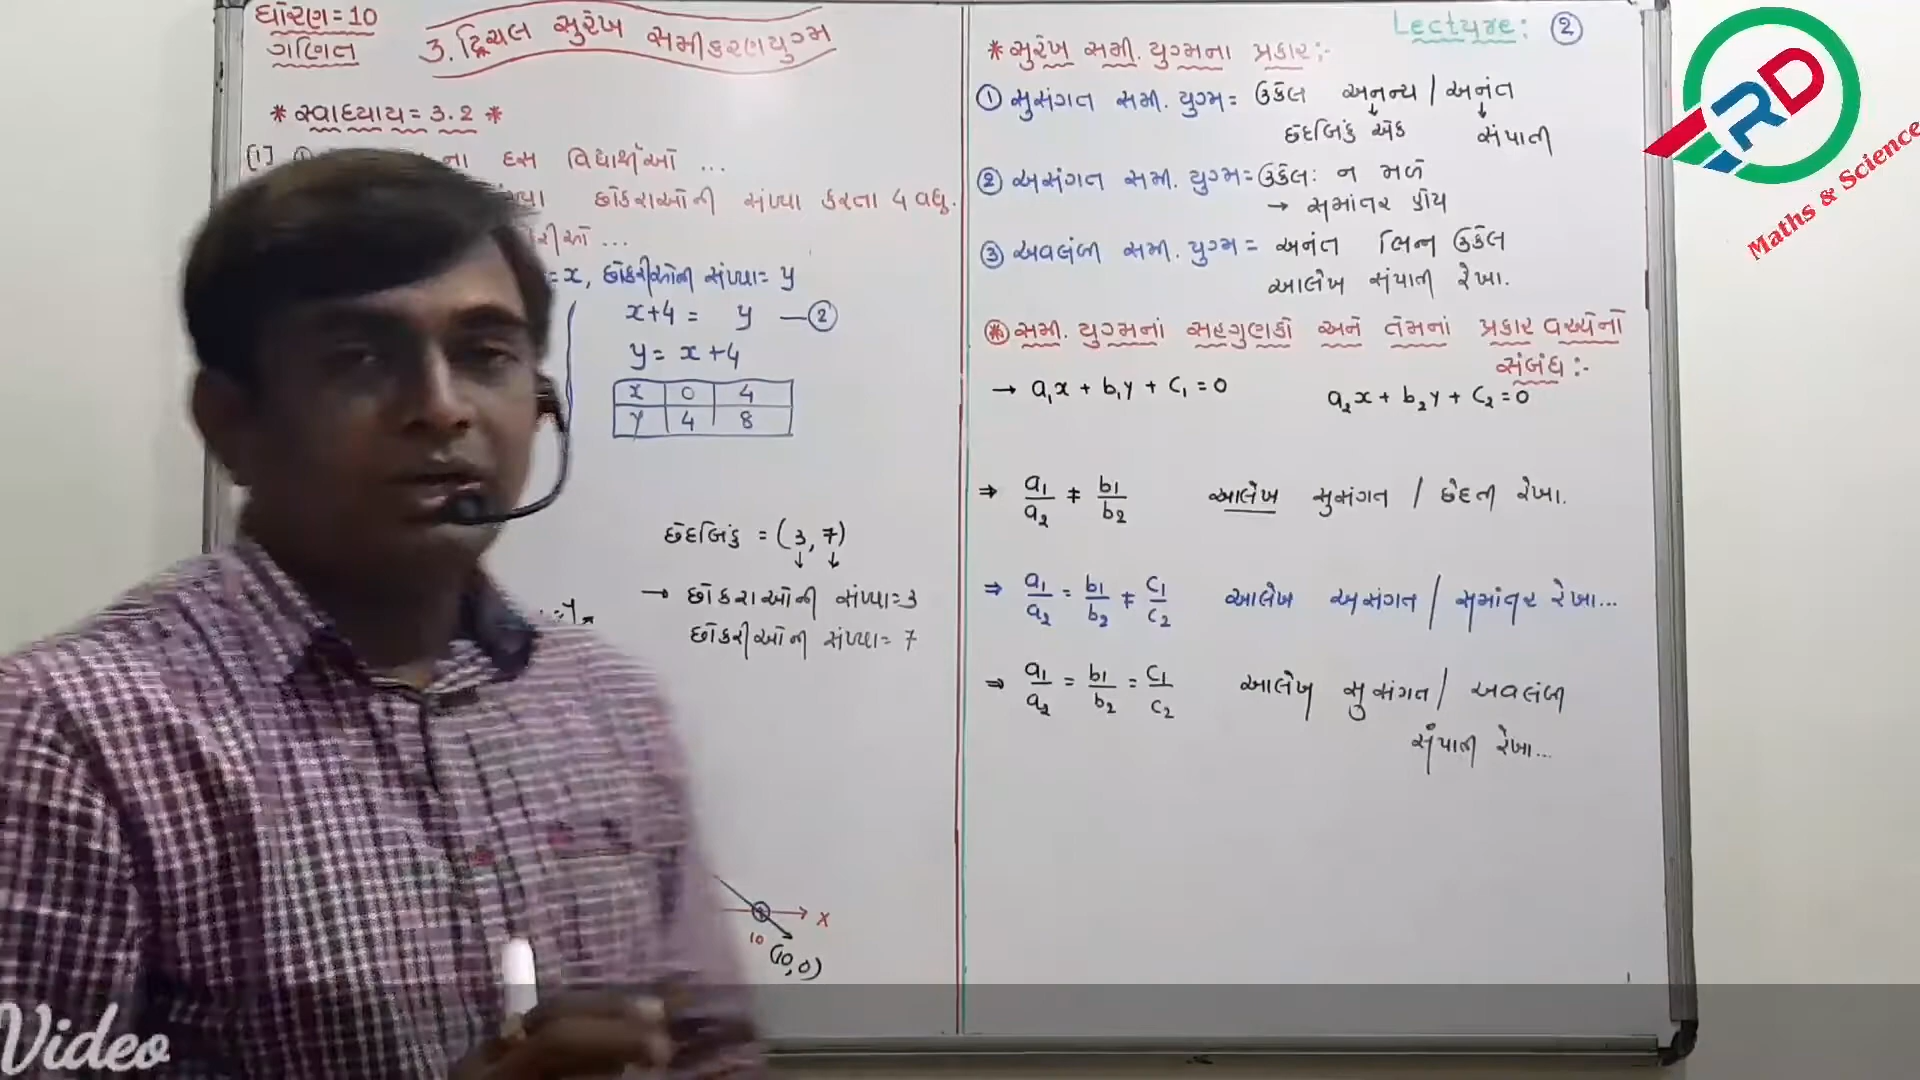 ધોરણ = 10
ગણિત
3. દ્વિચલ સુરેખ સમીકરણયુગ્મ
* સ્વાધ્યાય = 3.2 *
[1] ના દસ વિદ્યાર્થીઓ ...
છોકરાઓની સંખ્યા કરતા 4 વધુ.
= x, છોકરીઓની સંખ્યા = y
x+4 = y —②
y = x+4
x 0 4
y 4 8
છેદબિંદુ = (3, 7)
→ છોકરાઓની સંખ્યા = 3
છોકરીઓની સંખ્યા = 7
X
10
(10,0)
Lecture: ②
* સુરેખ સમી. યુગ્મના પ્રકાર :-
① સુસંગત સમી. યુગ્મ = ઉકેલ અનન્ય / અનંત
છેદબિંદુ એક સંપાતી
② અસંગત સમી. યુગ્મ = ઉકેલ: ન મળે
→ સમાંતર હોય
③ અવલંબી સમી. યુગ્મ = અનંત ભિન્ન ઉકેલ
આલેખ સંપાતી રેખા.
* સમી. યુગ્મનાં સહગુણકો અને તેમનાં પ્રકાર વચ્ચેનો
સંબંધ :-
→ a₁x + b₁y + c₁ = 0 a₂x + b₂y + c₂ = 0
⇒ a₁/a₂ ≠ b₁/b₂ આલેખ સુસંગત / છેદતી રેખા.
⇒ a₁/a₂ = b₁/b₂ ≠ c₁/c₂ આલેખ અસંગત / સમાંતર રેખા...
⇒ a₁/a₂ = b₁/b₂ = c₁/c₂ આલેખ સુસંગત / અવલંબી
સંપાતી રેખા...
RD
Maths & Science
Video